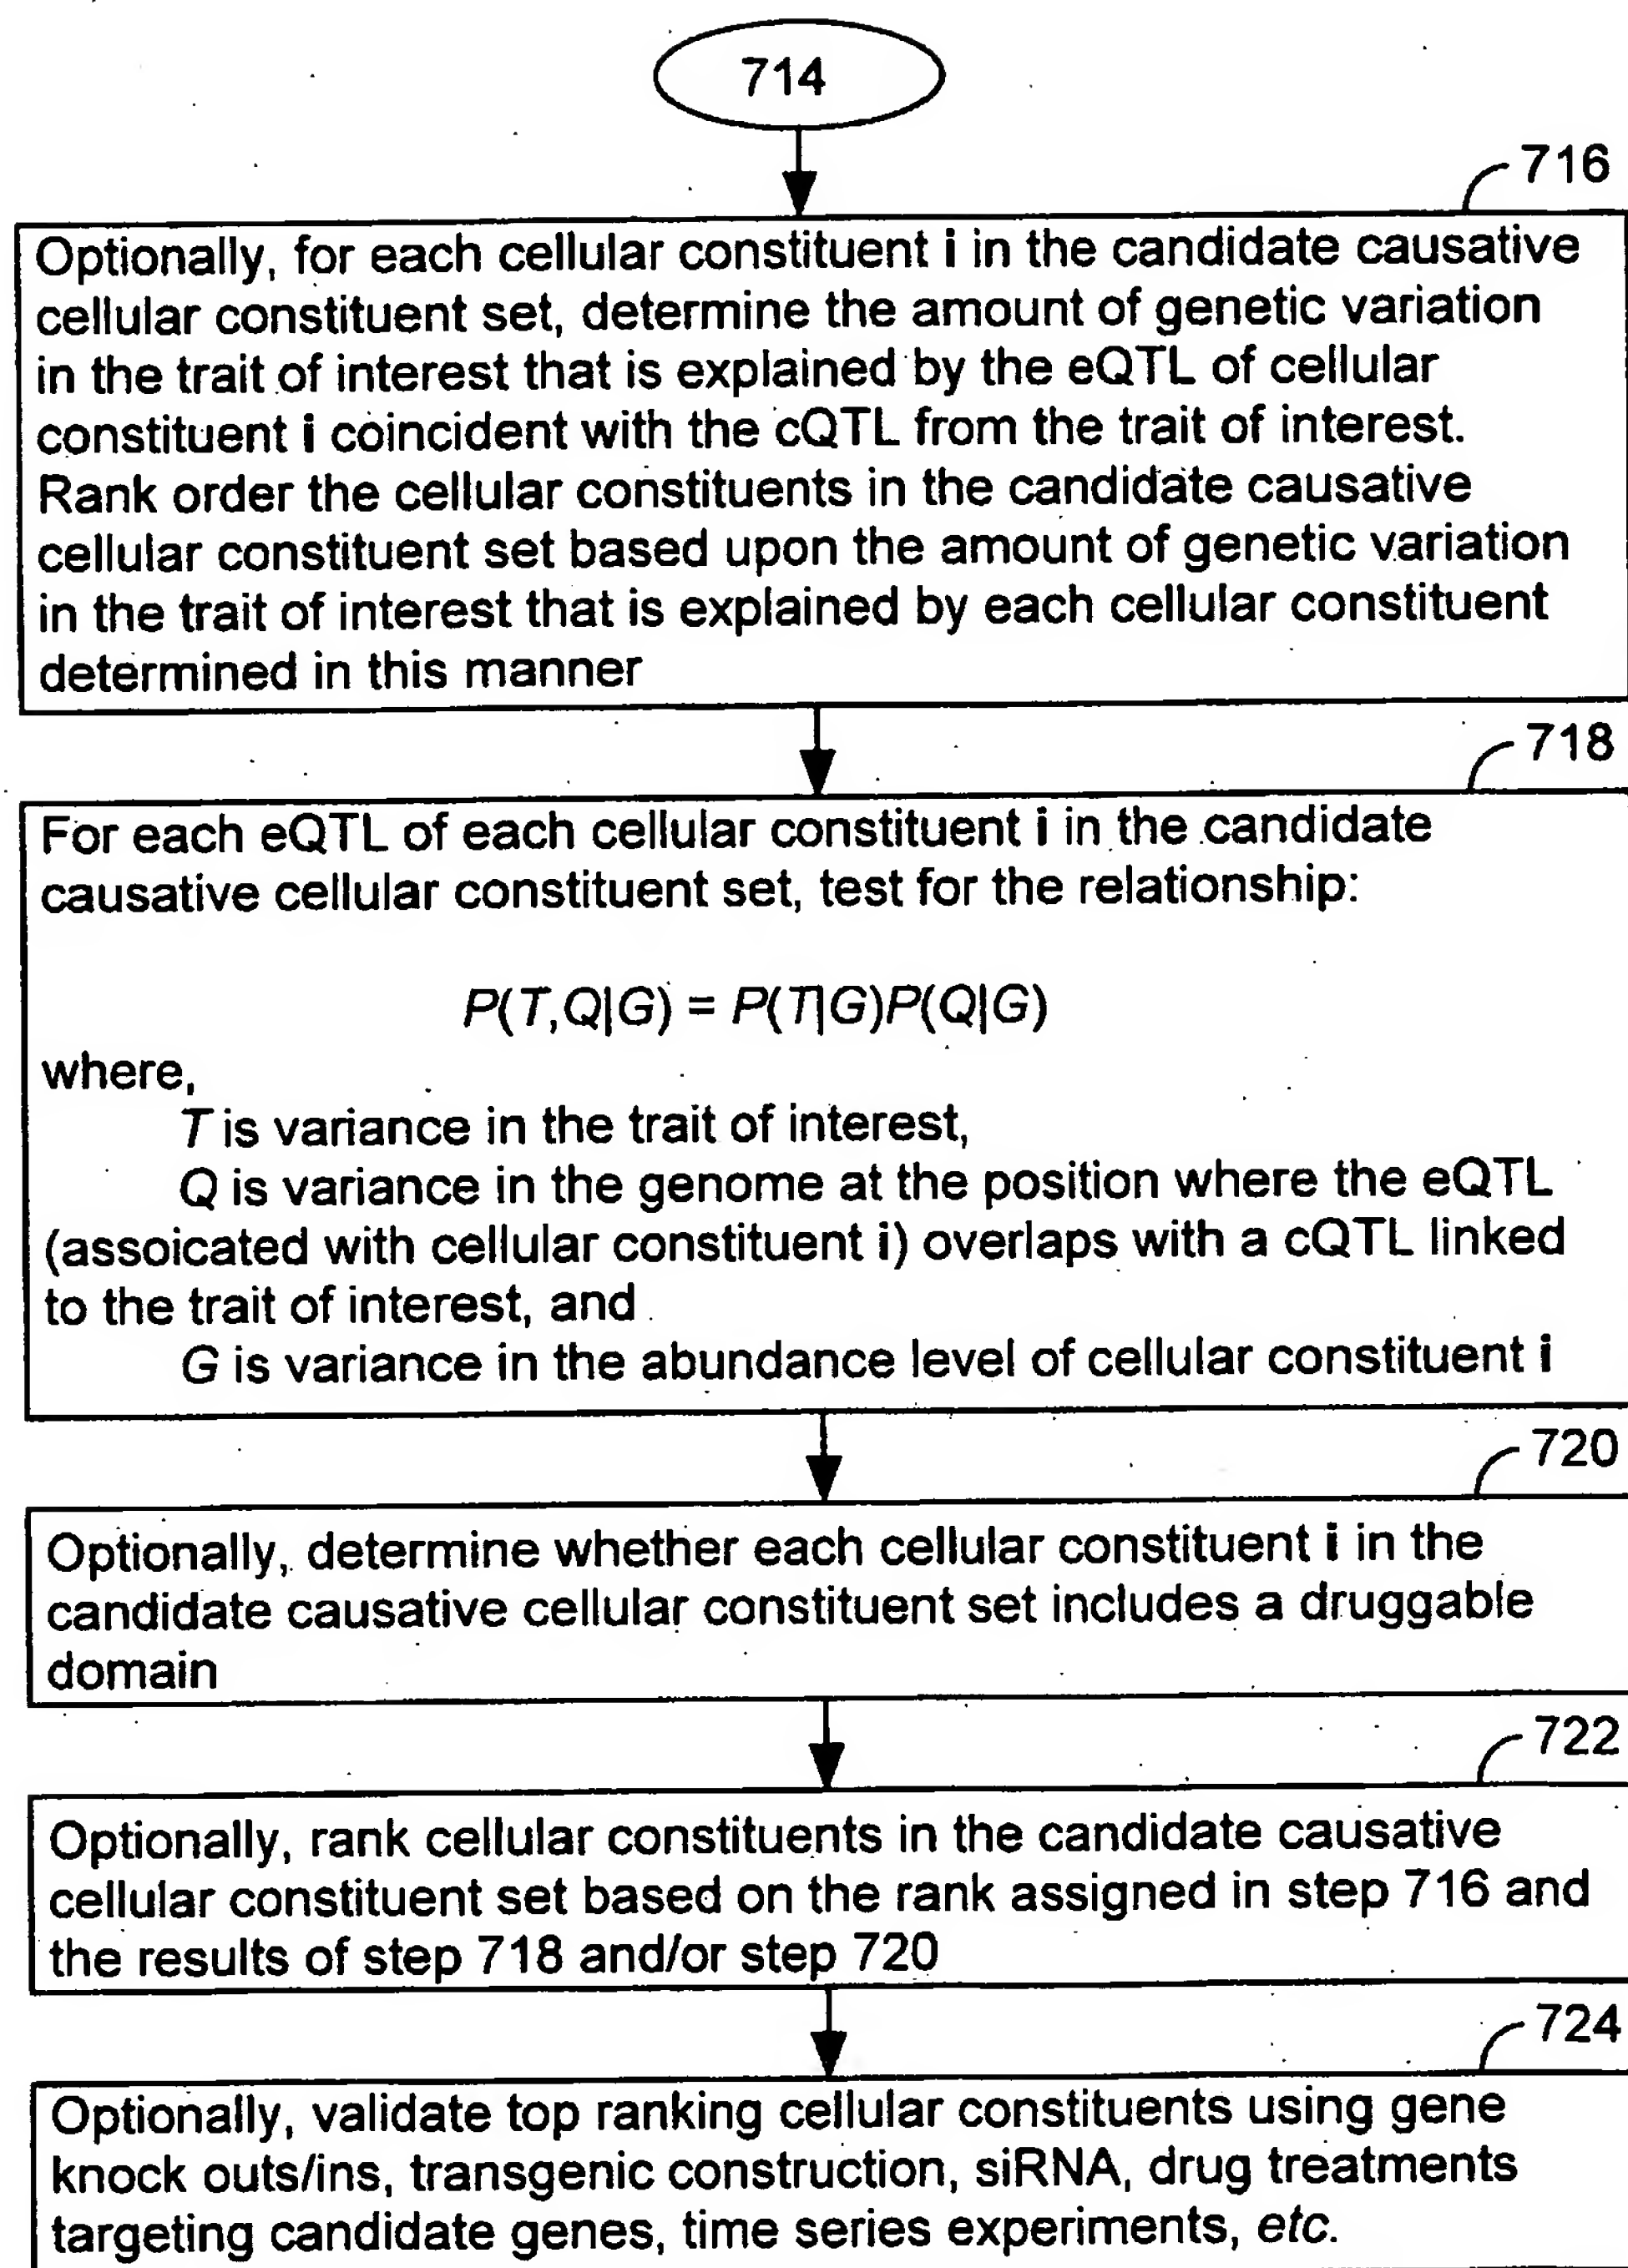 714
716
Optionally, for each cellular constituent i in the candidate causative
cellular constituent set, determine the amount of genetic variation
in the trait of interest that is explained by the eQTL of cellular
constituent i coincident with the cQTL from the trait of interest.
Rank order the cellular constituents in the candidate causative
cellular constituent set based upon the amount of genetic variation
in the trait of interest that is explained by each cellular constituent
determined in this manner
718
For each eQTL of each cellular constituent i in the candidate
causative cellular constituent set, test for the relationship:
P(T,Q|G) = P(T|G)P(Q|G)
where,
T is variance in the trait of interest,
Q is variance in the genome at the position where the eQTL
(assoicated with cellular constituent i) overlaps with a cQTL linked
to the trait of interest, and
G is variance in the abundance level of cellular constituent i
720
Optionally, determine whether each cellular constituent i in the
candidate causative cellular constituent set includes a druggable
domain
722
Optionally, rank cellular constituents in the candidate causative
cellular constituent set based on the rank assigned in step 716 and
the results of step 718 and/or step 720
724
Optionally, validate top ranking cellular constituents using gene
knock outs/ins, transgenic construction, siRNA, drug treatments
targeting candidate genes, time series experiments, etc.